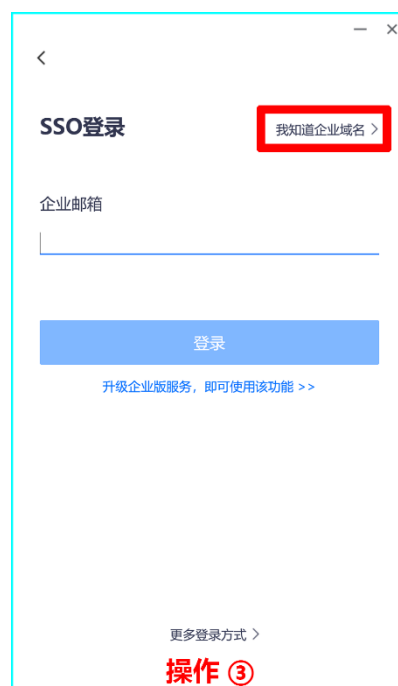 SSO登录
我知道企业域名 >
企业邮箱
登录
升级企业版服务，即可使用该功能 >>
更多登录方式 >
操作 ③